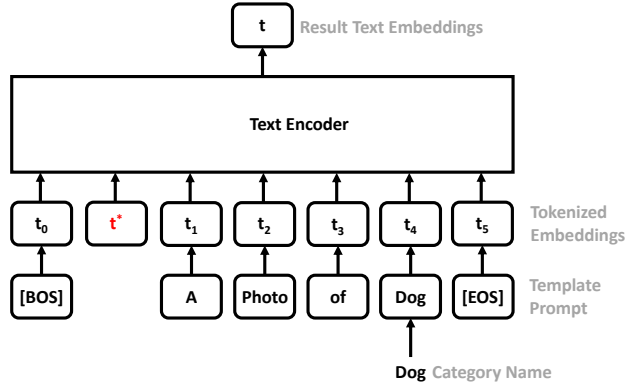 t Result Text Embeddings
Text Encoder
t₀ t* t₁ t₂ t₃ t₄ t₅ Tokenized
Embeddings
[BOS] A Photo of Dog [EOS] Template
Prompt
Dog Category Name